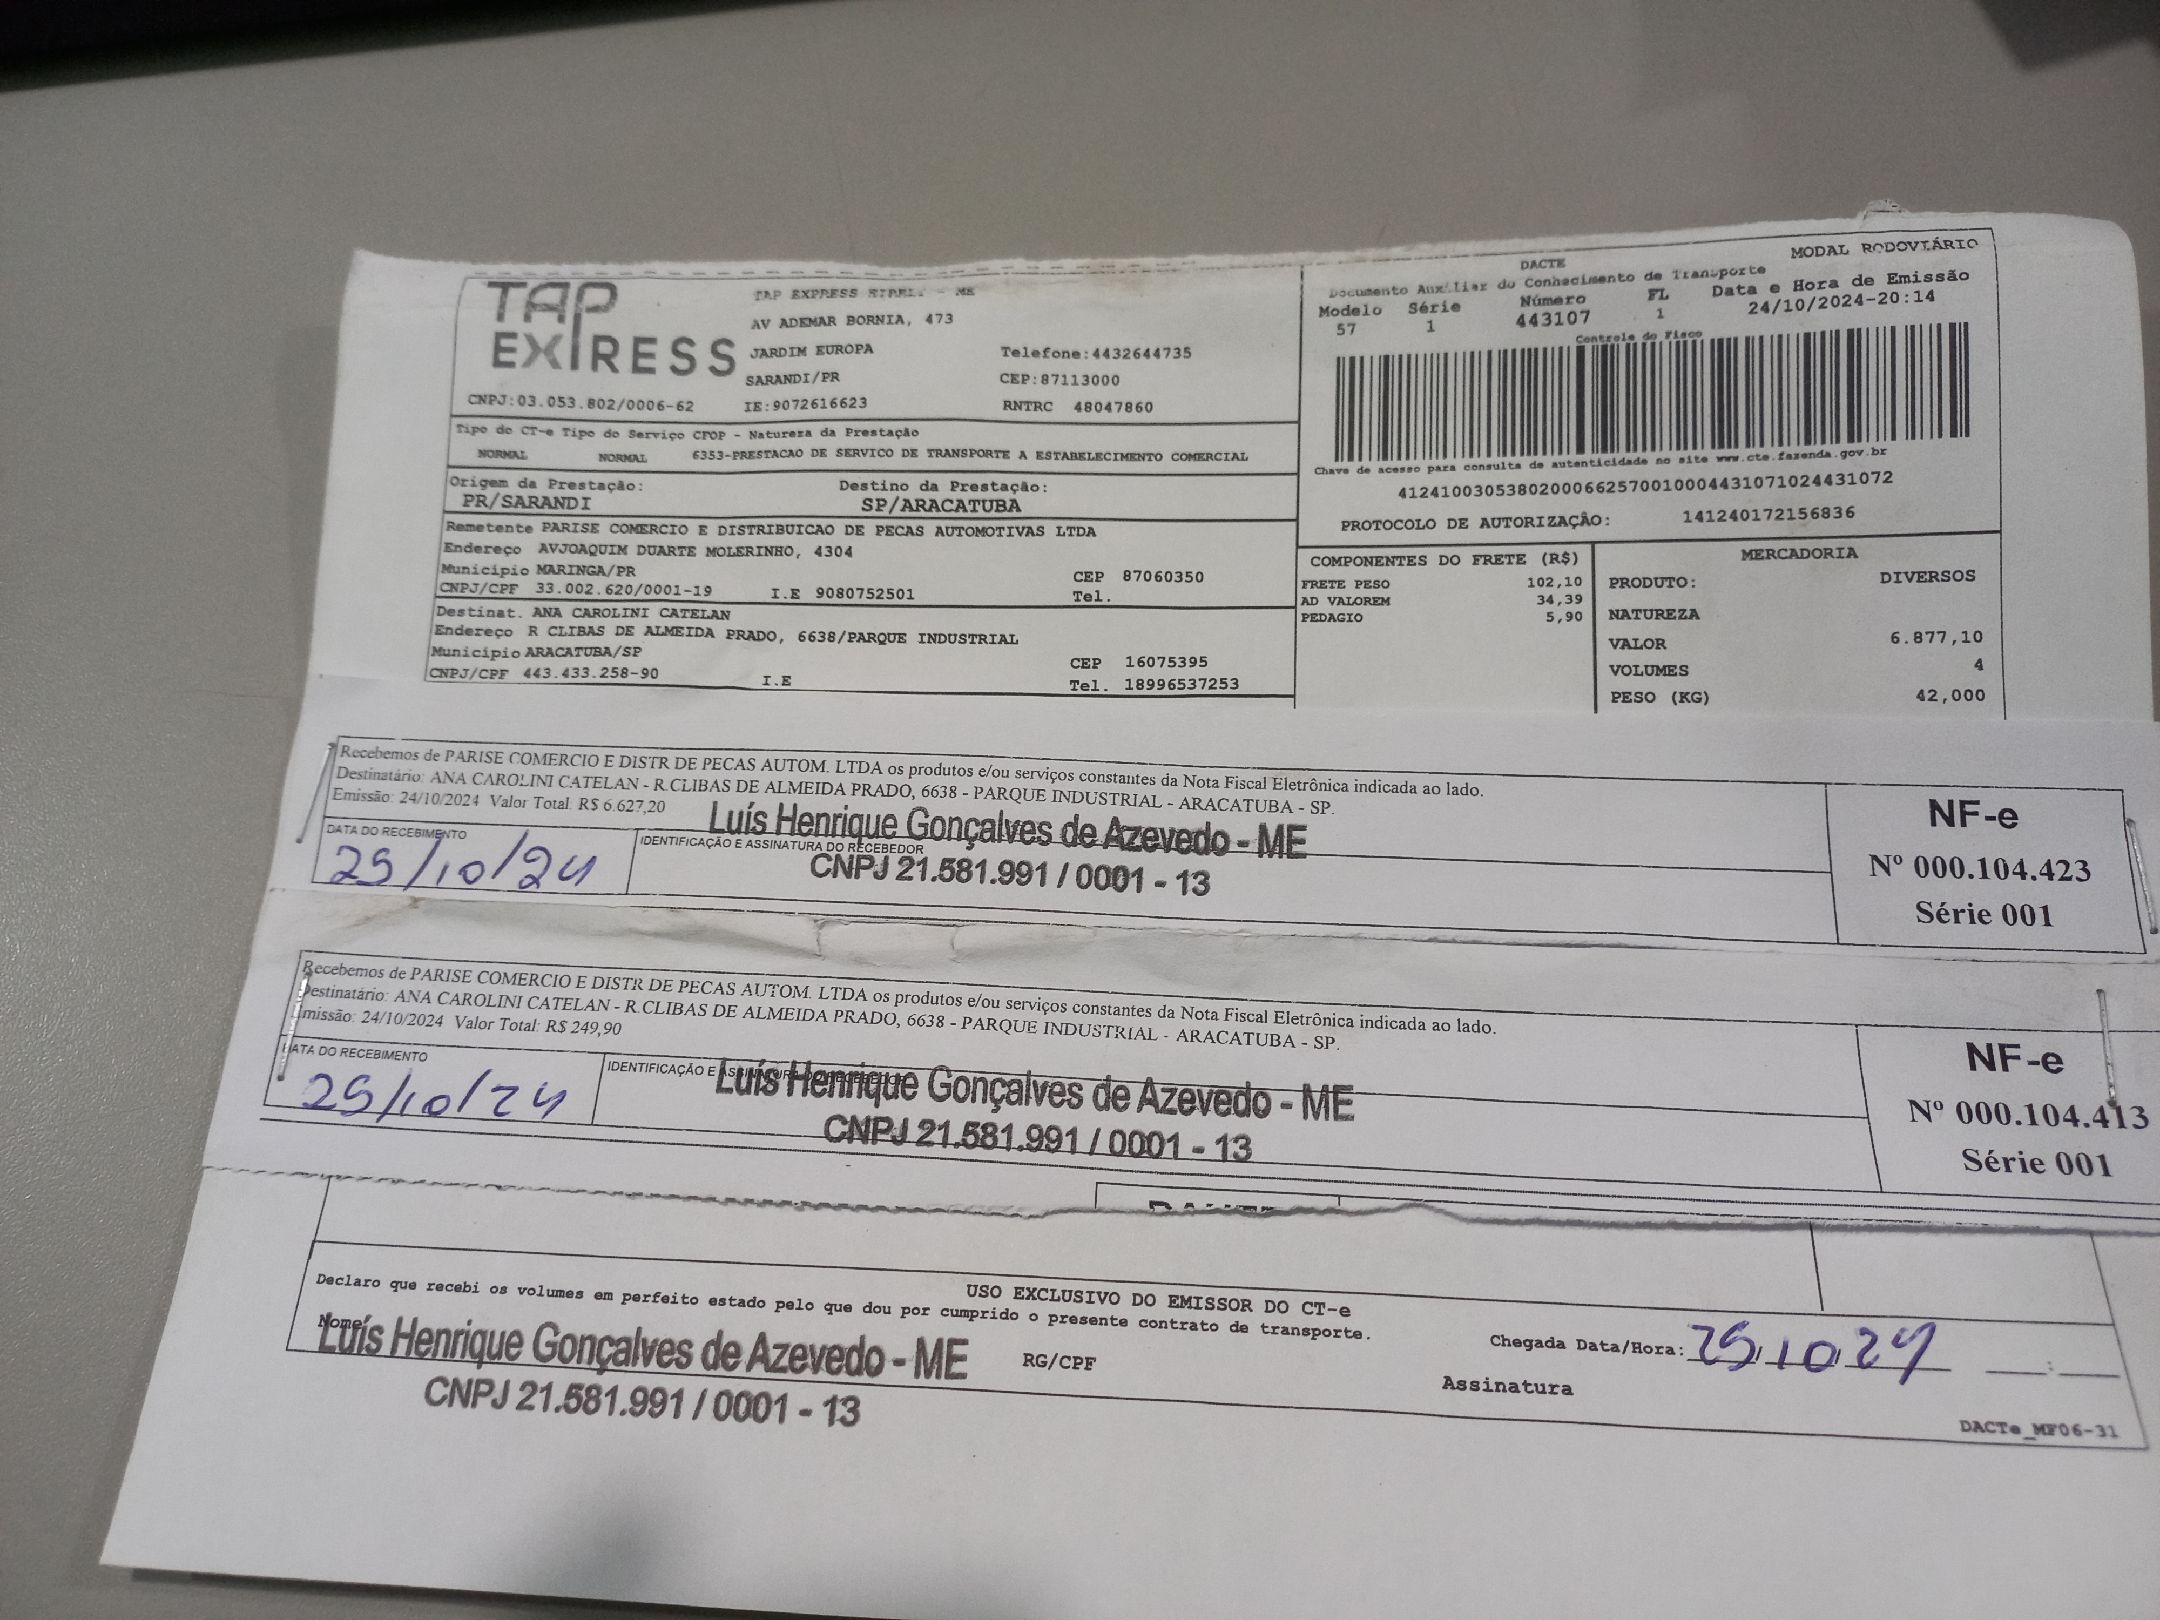 TAP EXPRESS
TAP EXPRESS EIRELI - ME
AV ADEMAR BORNIA, 473
JARDIM EUROPA Telefone:4432644735
SARANDI/PR CEP:87113000
CNPJ:03.053.802/0006-62 IE:9072616623 RNTRC 48047860
Tipo do CT-e Tipo do Serviço CFOP - Natureza da Prestação
NORMAL NORMAL 6353-PRESTACAO DE SERVICO DE TRANSPORTE A ESTABELECIMENTO COMERCIAL
Origem da Prestação: Destino da Prestação:
PR/SARANDI SP/ARACATUBA
Remetente PARISE COMERCIO E DISTRIBUICAO DE PECAS AUTOMOTIVAS LTDA
Endereço AVJOAQUIM DUARTE MOLERINHO, 4304
Municipio MARINGA/PR CEP 87060350
CNPJ/CPF 33.002.620/0001-19 I.E 9080752501 Tel.
Destinat. ANA CAROLINI CATELAN
Endereço R CLIBAS DE ALMEIDA PRADO, 6638/PARQUE INDUSTRIAL
Municipio ARACATUBA/SP CEP 16075395
CNPJ/CPF 443.433.258-90 I.E Tel. 18996537253
DACTE MODAL RODOVIÁRIO
Documento Auxiliar do Conhecimento de Transporte
Modelo Série Número FL Data e Hora de Emissão
57 1 443107 1 24/10/2024-20:14
Controle do Fisco
Chave de acesso para consulta de autenticidade no site www.cte.fazenda.gov.br
41241003053802000662570010004431071024431072
PROTOCOLO DE AUTORIZAÇÃO: 141240172156836
COMPONENTES DO FRETE (R$)
FRETE PESO 102,10
AD VALOREM 34,39
PEDAGIO 5,90
MERCADORIA
PRODUTO: DIVERSOS
NATUREZA
VALOR 6.877,10
VOLUMES 4
PESO (KG) 42,000
Recebemos de PARISE COMERCIO E DISTR DE PECAS AUTOM. LTDA os produtos e/ou serviços constantes da Nota Fiscal Eletrônica indicada ao lado.
Destinatário: ANA CAROLINI CATELAN - R.CLIBAS DE ALMEIDA PRADO, 6638 - PARQUE INDUSTRIAL - ARACATUBA - SP.
Emissão: 24/10/2024 Valor Total: R$ 6.627,20
DATA DO RECEBIMENTO IDENTIFICAÇÃO E ASSINATURA DO RECEBEDOR
25/10/24
Luís Henrique Gonçalves de Azevedo - ME
CNPJ 21.581.991 / 0001 - 13
NF-e
Nº 000.104.423
Série 001
Recebemos de PARISE COMERCIO E DISTR DE PECAS AUTOM. LTDA os produtos e/ou serviços constantes da Nota Fiscal Eletrônica indicada ao lado.
Destinatário: ANA CAROLINI CATELAN - R.CLIBAS DE ALMEIDA PRADO, 6638 - PARQUE INDUSTRIAL - ARACATUBA - SP.
Emissão: 24/10/2024 Valor Total: R$ 249,90
DATA DO RECEBIMENTO IDENTIFICAÇÃO E ASSINATURA DO RECEBEDOR
25/10/24
Luís Henrique Gonçalves de Azevedo - ME
CNPJ 21.581.991 / 0001 - 13
NF-e
Nº 000.104.413
Série 001
USO EXCLUSIVO DO EMISSOR DO CT-e
Declaro que recebi os volumes em perfeito estado pelo que dou por cumprido o presente contrato de transporte.
Nome:
Luís Henrique Gonçalves de Azevedo - ME
CNPJ 21.581.991 / 0001 - 13
RG/CPF
Chegada Data/Hora: 25/10/24 :
Assinatura
DACTe_MF06-31